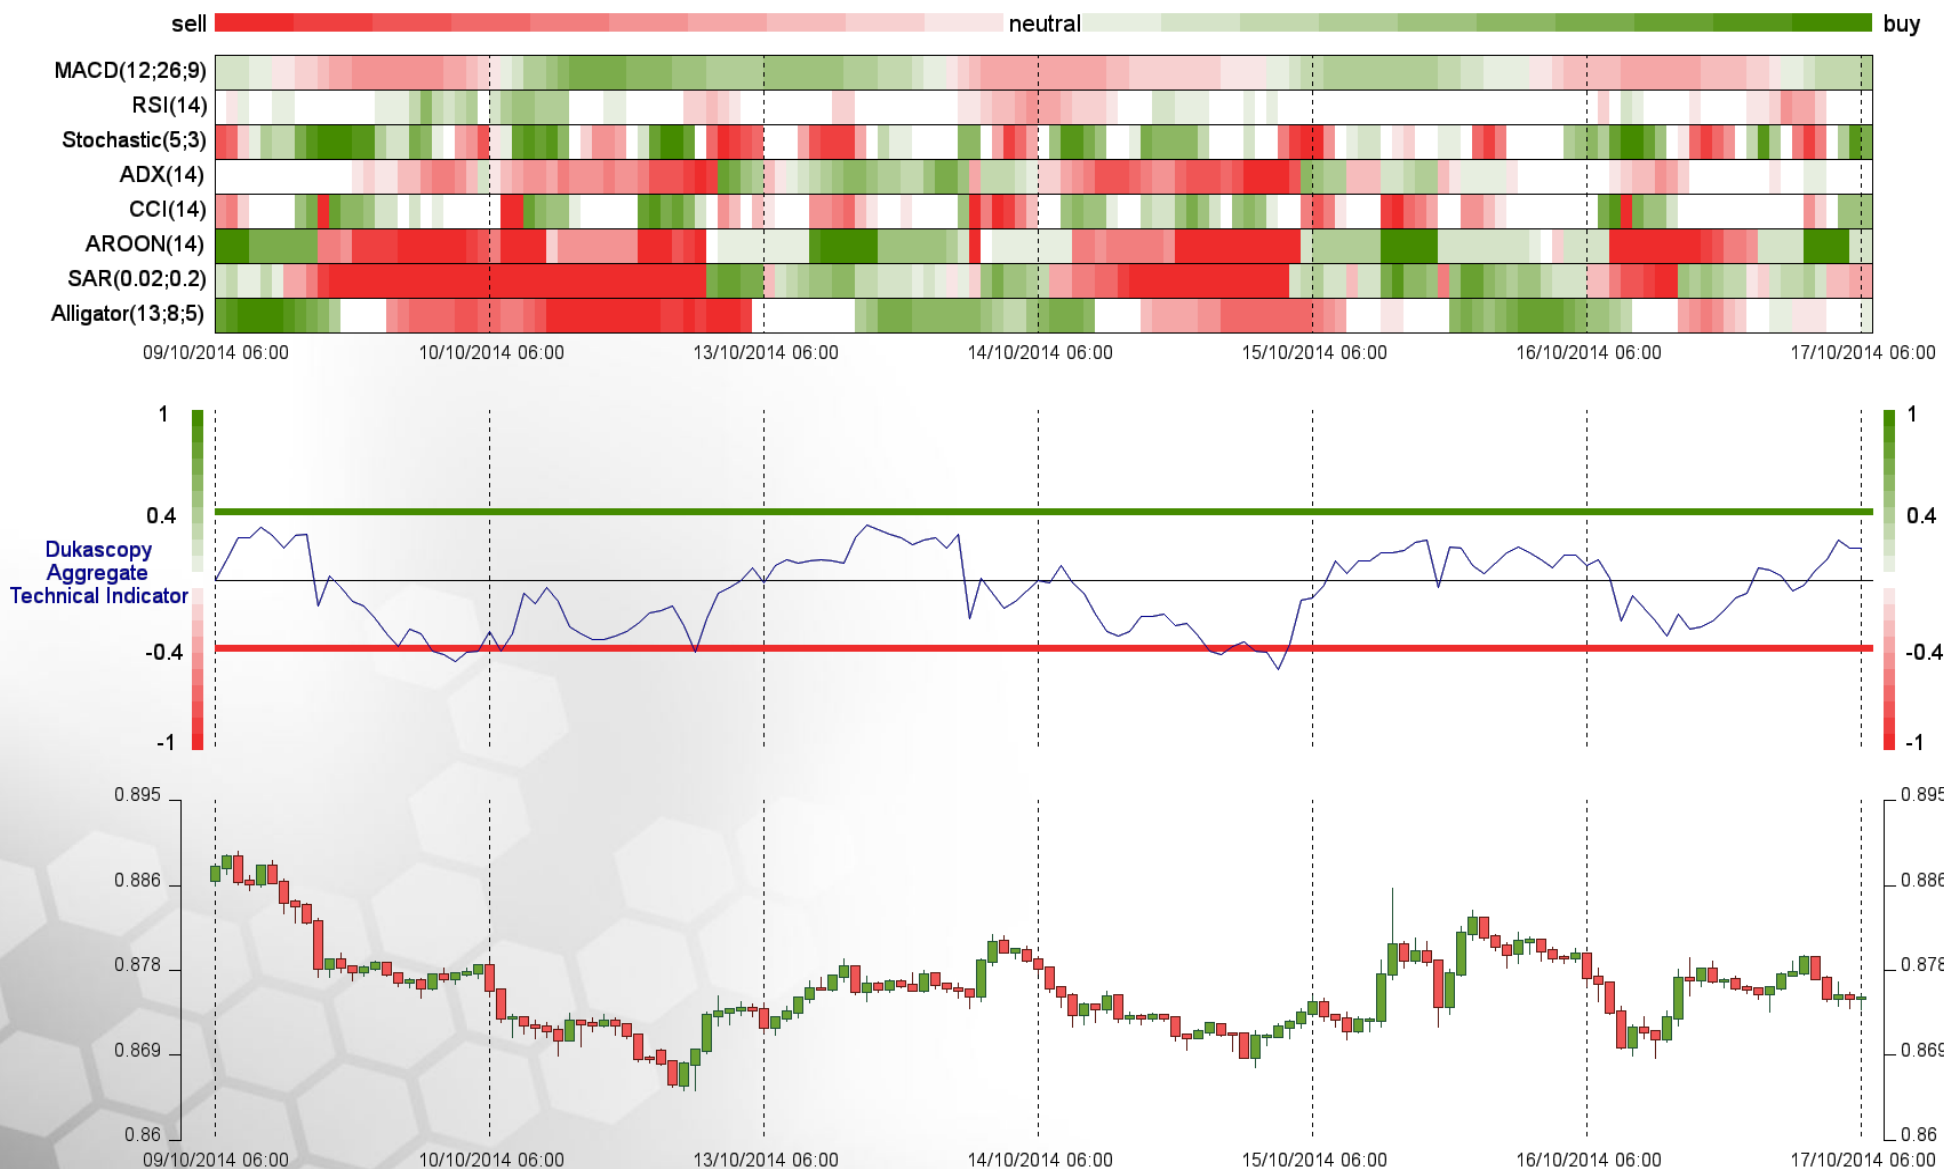 sell neutral buy
MACD(12;26;9)
RSI(14)
Stochastic(5;3)
ADX(14)
CCI(14)
AROON(14)
SAR(0.02;0.2)
Alligator(13;8;5)
09/10/2014 06:00 10/10/2014 06:00 13/10/2014 06:00 14/10/2014 06:00 15/10/2014 06:00 16/10/2014 06:00 17/10/2014 06:00
1 1
0.4 0.4
Dukascopy
Aggregate
Technical Indicator
-0.4 -0.4
-1 -1
0.895 0.895
0.886 0.886
0.878 0.878
0.869 0.869
0.86 0.86
09/10/2014 06:00 10/10/2014 06:00 13/10/2014 06:00 14/10/2014 06:00 15/10/2014 06:00 16/10/2014 06:00 17/10/2014 06:00